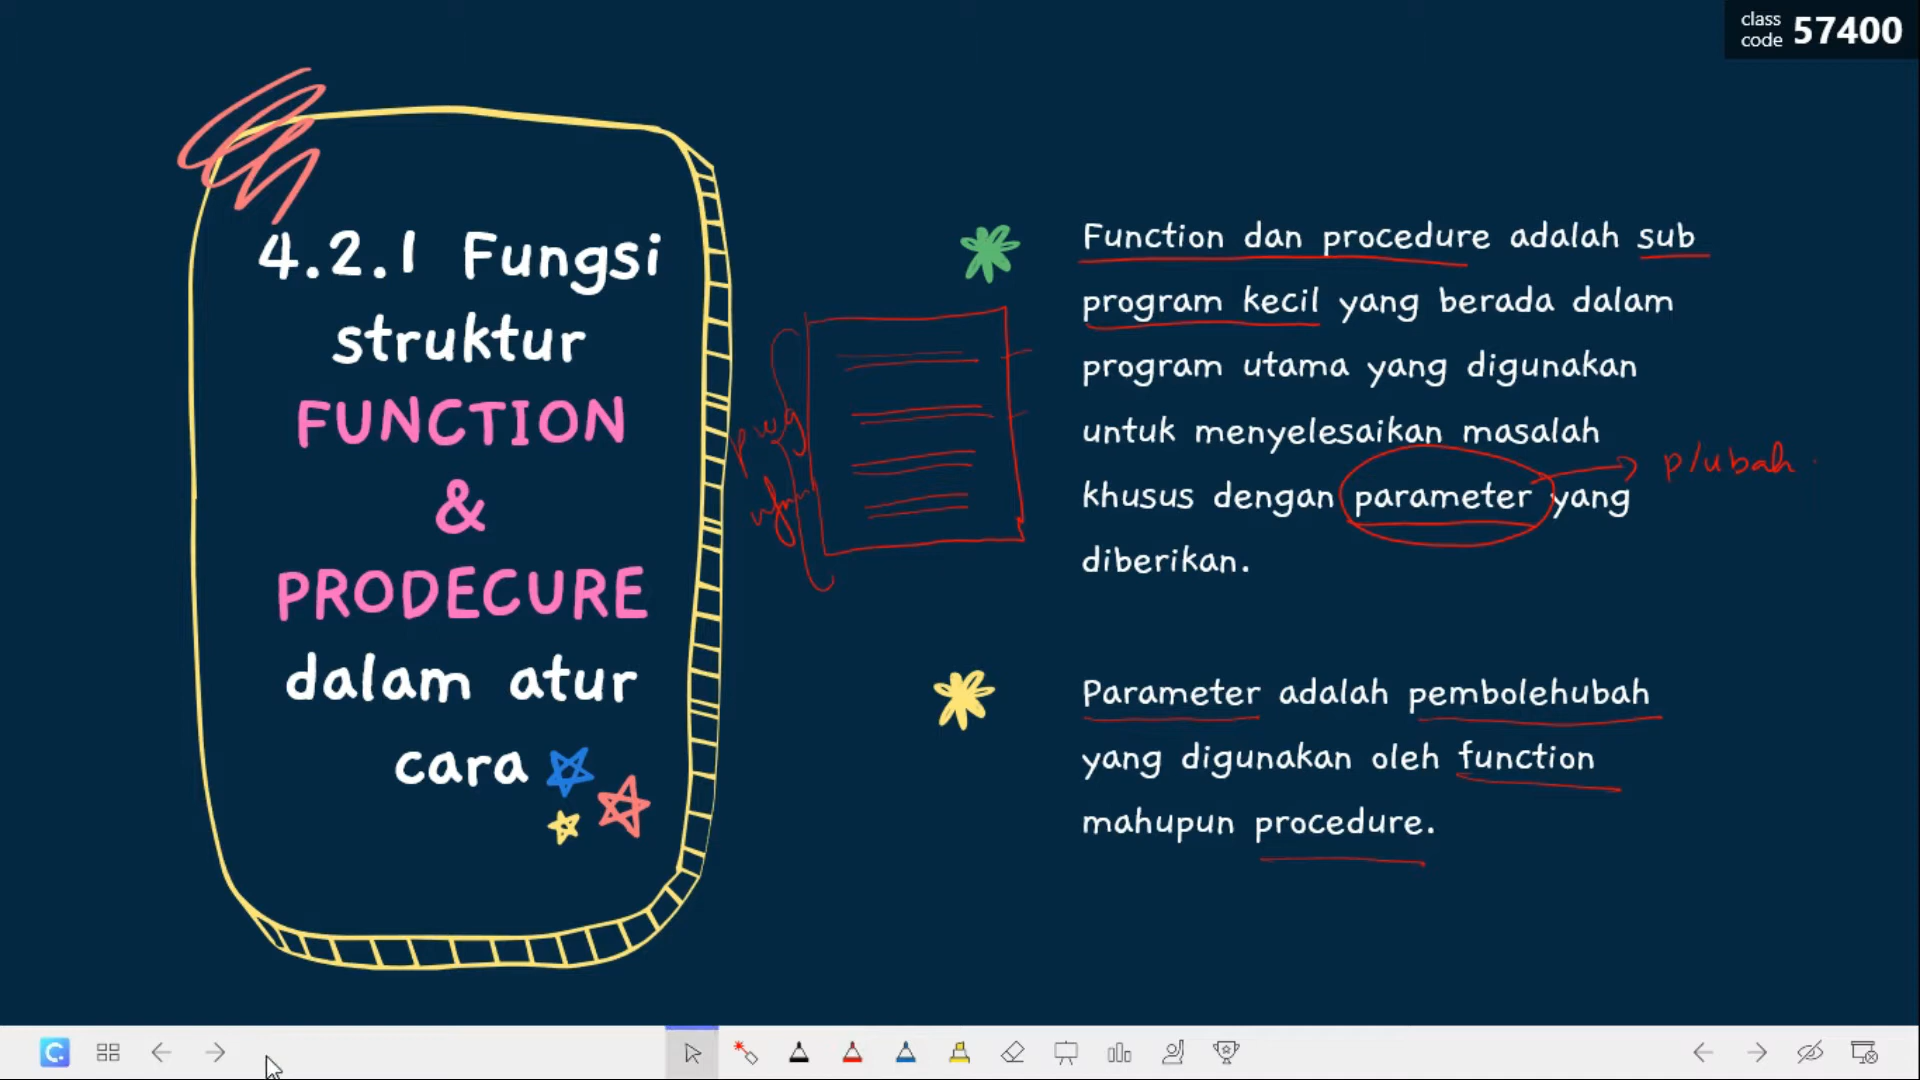 class
code 57400
4.2.1 Fungsi
struktur
FUNCTION
&
PRODECURE
dalam atur
cara
Function dan procedure adalah sub
program kecil yang berada dalam
program utama yang digunakan
untuk menyelesaikan masalah
khusus dengan parameter yang
diberikan.
p/ubah
Parameter adalah pembolehubah
yang digunakan oleh function
mahupun procedure.